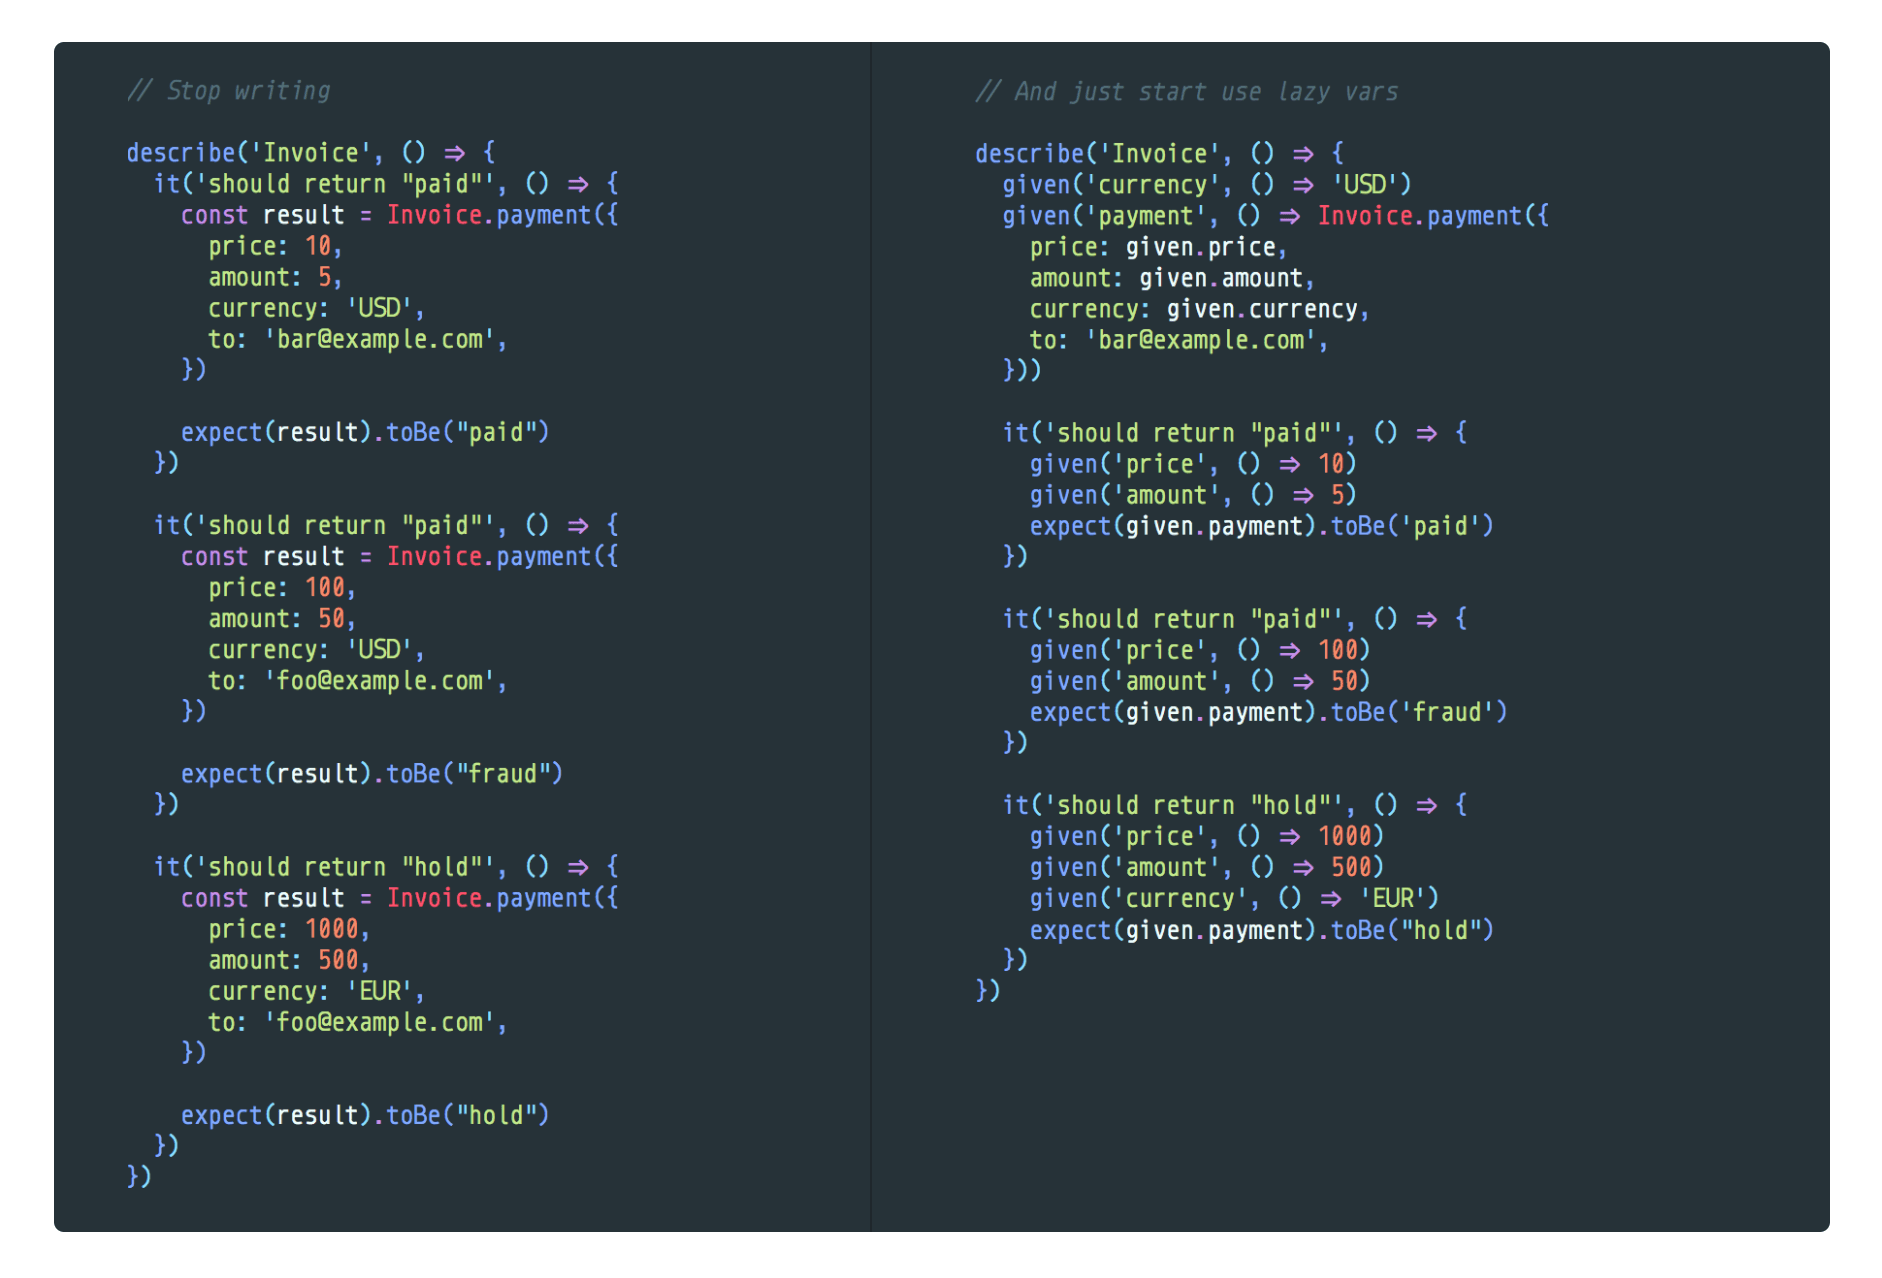 // Stop writing

describe('Invoice', () => {
  it('should return "paid"', () => {
    const result = Invoice.payment({
      price: 10,
      amount: 5,
      currency: 'USD',
      to: 'bar@example.com',
    })

    expect(result).toBe("paid")
  })

  it('should return "paid"', () => {
    const result = Invoice.payment({
      price: 100,
      amount: 50,
      currency: 'USD',
      to: 'foo@example.com',
    })

    expect(result).toBe("fraud")
  })

  it('should return "hold"', () => {
    const result = Invoice.payment({
      price: 1000,
      amount: 500,
      currency: 'EUR',
      to: 'foo@example.com',
    })

    expect(result).toBe("hold")
  })
})

// And just start use lazy vars

describe('Invoice', () => {
  given('currency', () => 'USD')
  given('payment', () => Invoice.payment({
    price: given.price,
    amount: given.amount,
    currency: given.currency,
    to: 'bar@example.com',
  }))

  it('should return "paid"', () => {
    given('price', () => 10)
    given('amount', () => 5)
    expect(given.payment).toBe('paid')
  })

  it('should return "paid"', () => {
    given('price', () => 100)
    given('amount', () => 50)
    expect(given.payment).toBe('fraud')
  })

  it('should return "hold"', () => {
    given('price', () => 1000)
    given('amount', () => 500)
    given('currency', () => 'EUR')
    expect(given.payment).toBe("hold")
  })
})